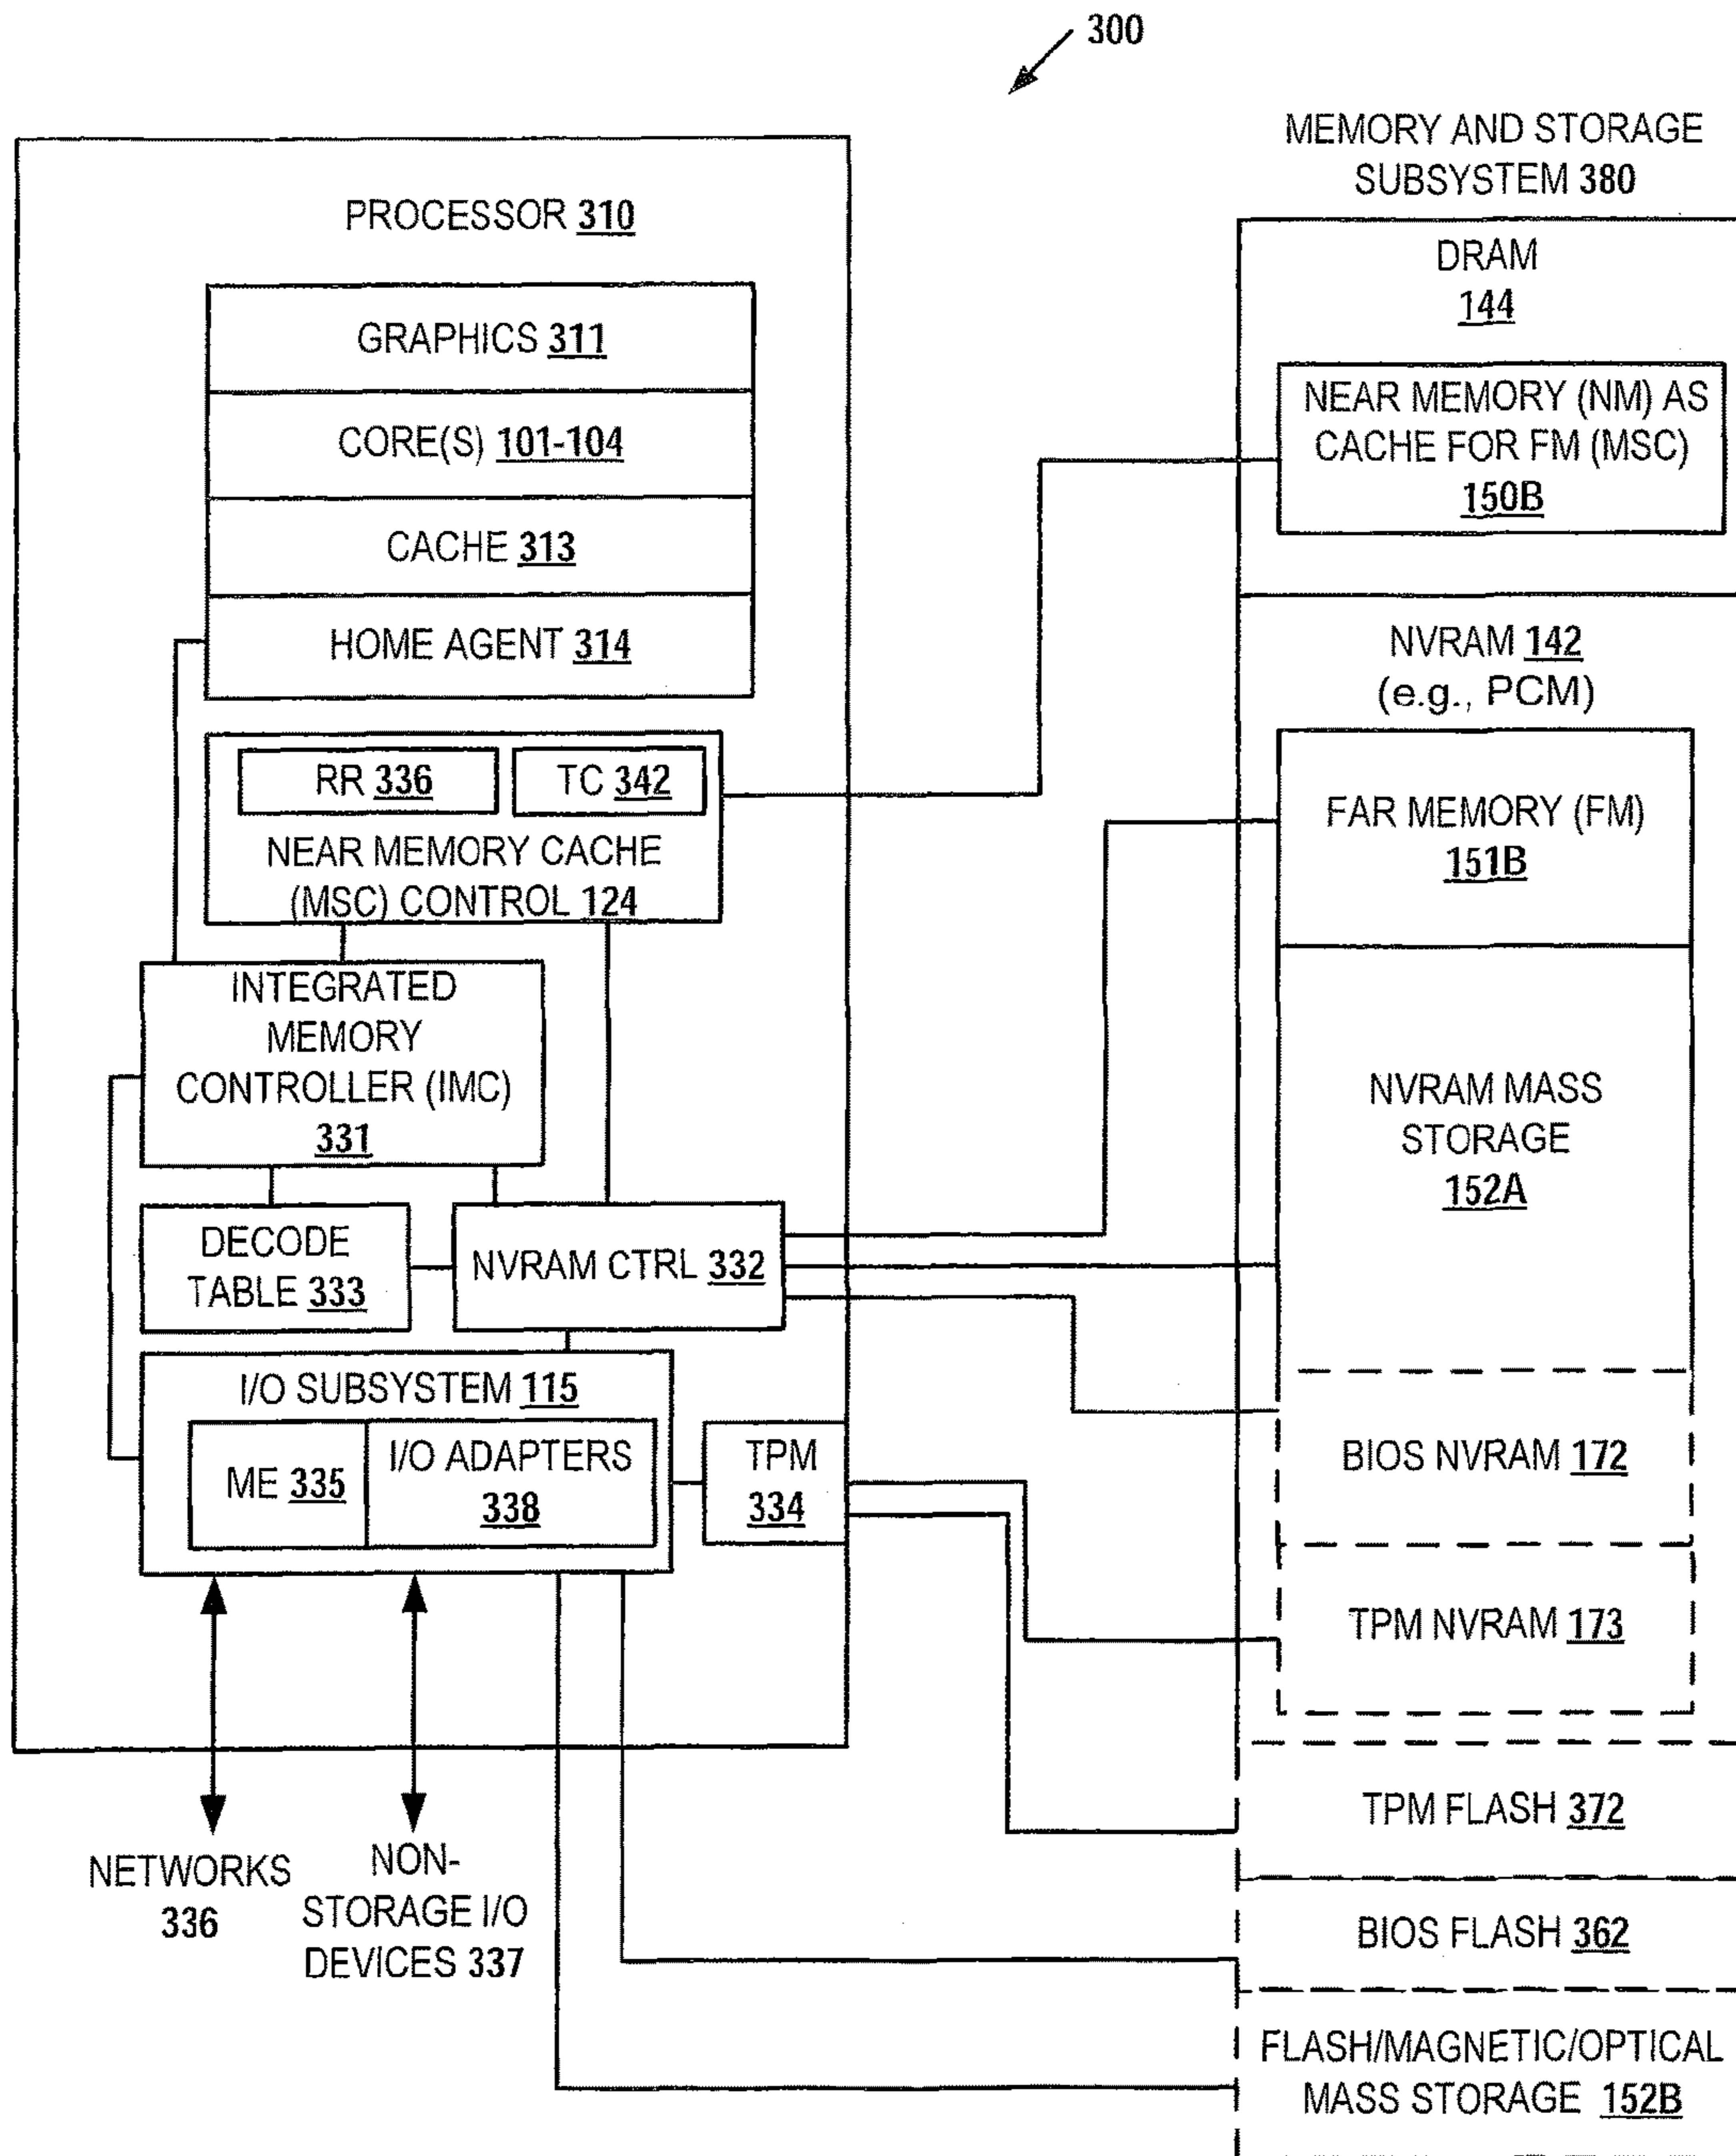 300
MEMORY AND STORAGE
SUBSYSTEM 380
PROCESSOR 310
GRAPHICS 311
CORE(S) 101-104
CACHE 313
HOME AGENT 314
RR 336
TC 342
NEAR MEMORY CACHE
(MSC) CONTROL 124
INTEGRATED
MEMORY
CONTROLLER (IMC)
331
DECODE
TABLE 333
NVRAM CTRL 332
I/O SUBSYSTEM 115
ME 335
I/O ADAPTERS
338
TPM
334
NETWORKS
336
NON-
STORAGE I/O
DEVICES 337
DRAM
144
NEAR MEMORY (NM) AS
CACHE FOR FM (MSC)
150B
NVRAM 142
(e.g., PCM)
FAR MEMORY (FM)
151B
NVRAM MASS
STORAGE
152A
BIOS NVRAM 172
TPM NVRAM 173
TPM FLASH 372
BIOS FLASH 362
FLASH/MAGNETIC/OPTICAL
MASS STORAGE 152B